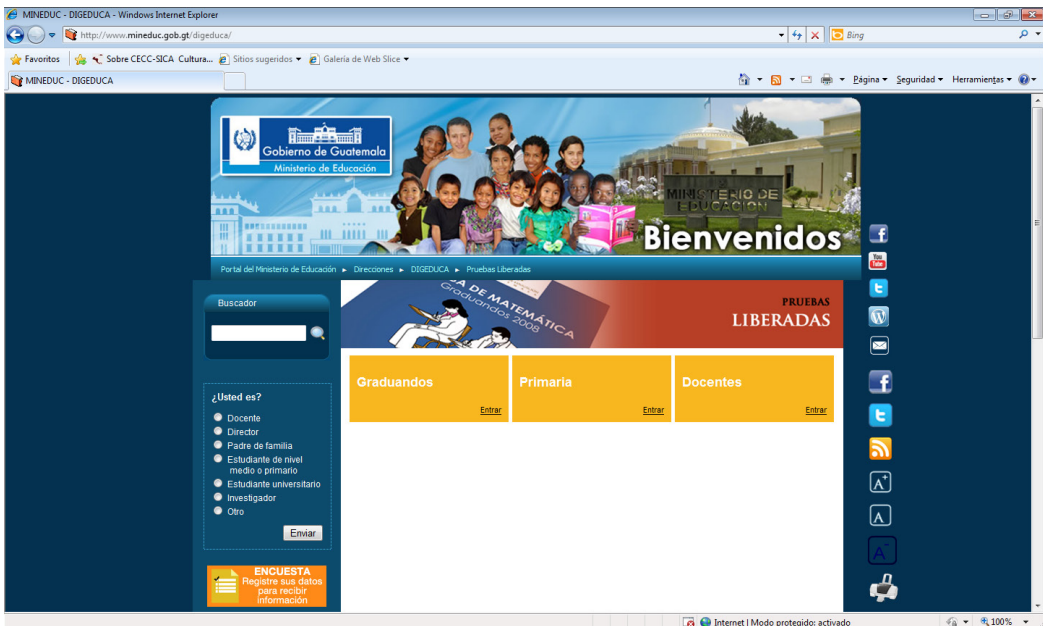 MINEDUC - DIGEDUCA - Windows Internet Explorer
http://www.mineduc.gob.gt/digeduca/
Bing
Favoritos
Sobre CECC-SICA Cultura...
Sitios sugeridos
Galería de Web Slice
MINEDUC - DIGEDUCA
Página
Seguridad
Herramientas
Gobierno de Guatemala
Ministerio de Educación
MINISTERIO DE
EDUCACION
Bienvenidos
Portal del Ministerio de Educación
Direcciones
DIGEDUCA
Pruebas Liberadas
Buscador
DE MATEMÁTICA
Graduandos 2008
PRUEBAS
LIBERADAS
Graduandos
Entrar
Primaria
Entrar
Docentes
Entrar
¿Usted es?
Docente
Director
Padre de familia
Estudiante de nivel
medio o primario
Estudiante universitario
Investigador
Otro
Enviar
ENCUESTA
Registre sus datos
para recibir
información
You
Tube
A+
A
A-
Internet | Modo protegido: activado
100%